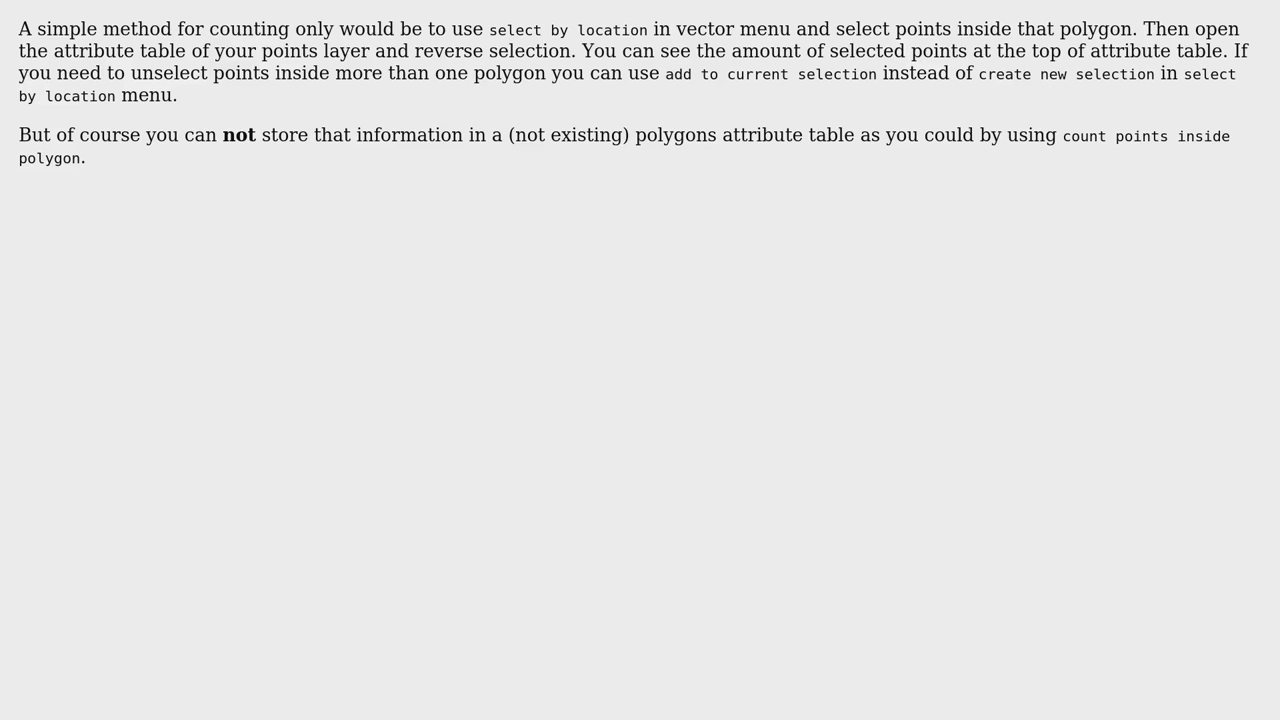 A simple method for counting only would be to use select by location in vector menu and select points inside that polygon. Then open
the attribute table of your points layer and reverse selection. You can see the amount of selected points at the top of attribute table. If
you need to unselect points inside more than one polygon you can use add to current selection instead of create new selection in select
by location menu.
But of course you can not store that information in a (not existing) polygons attribute table as you could by using count points inside
polygon.